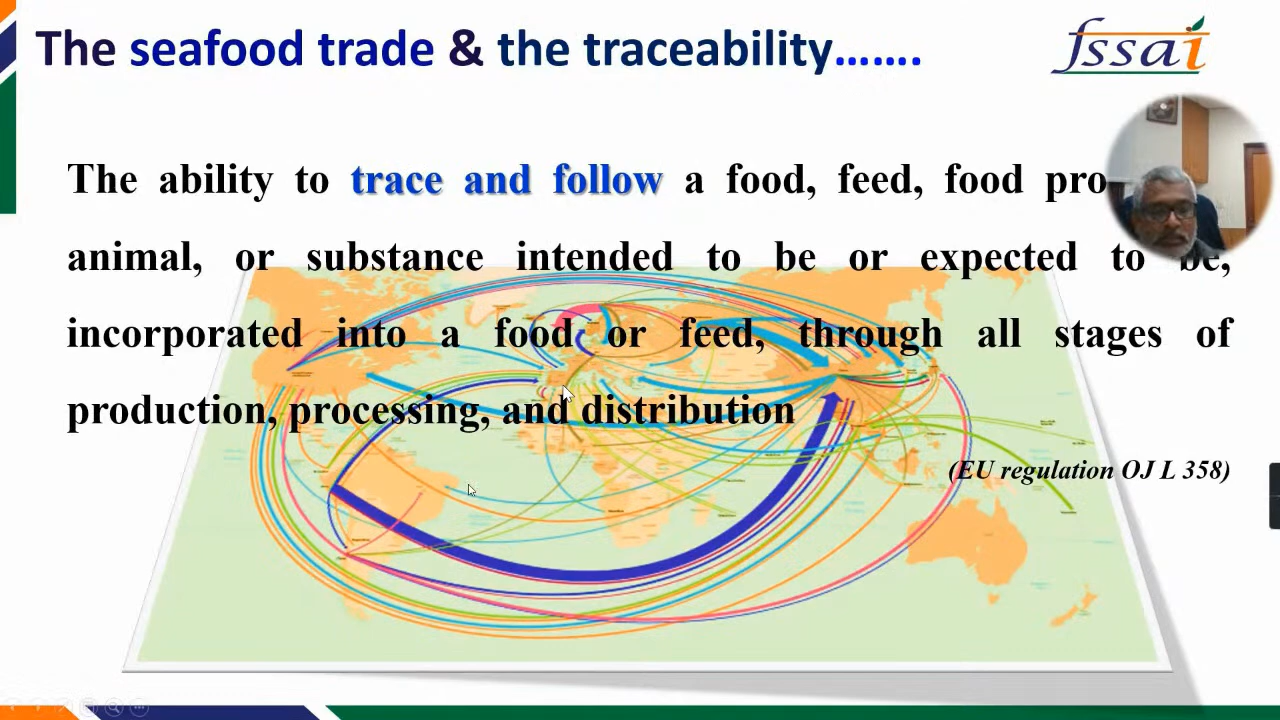 The seafood trade & the traceability.......
fssai
The ability to trace and follow a food, feed, food
animal, or substance intended to be or expected to be,
incorporated into a food or feed, through all stages of
production, processing, and distribution
(EU regulation OJ L 358)